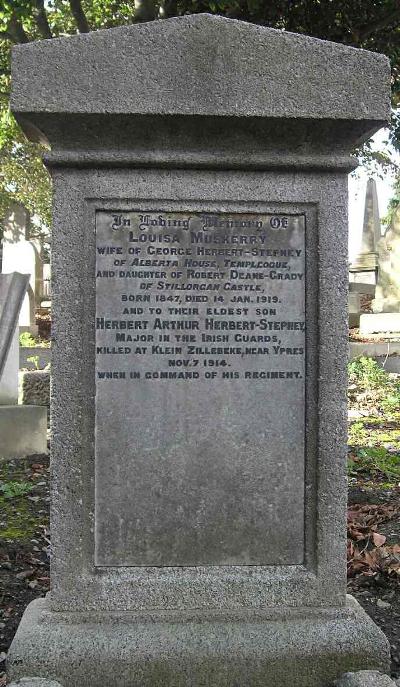 In Loving Memory Of
LOUISA MUSKERRY
WIFE OF GEORGE HERBERT-STEPNEY
OF ALBERTA HOUSE, TEMPLEOGUE,
AND DAUGHTER OF ROBERT DEANE-GRADY
OF STILLORGAN CASTLE,
BORN 1847, DIED 14 JAN. 1919.
AND TO THEIR ELDEST SON
HERBERT ARTHUR HERBERT-STEPNEY,
MAJOR IN THE IRISH GUARDS,
KILLED AT KLEIN ZILLEBEKE, NEAR YPRES
NOV. 7 1914.
WHEN IN COMMAND OF HIS REGIMENT.